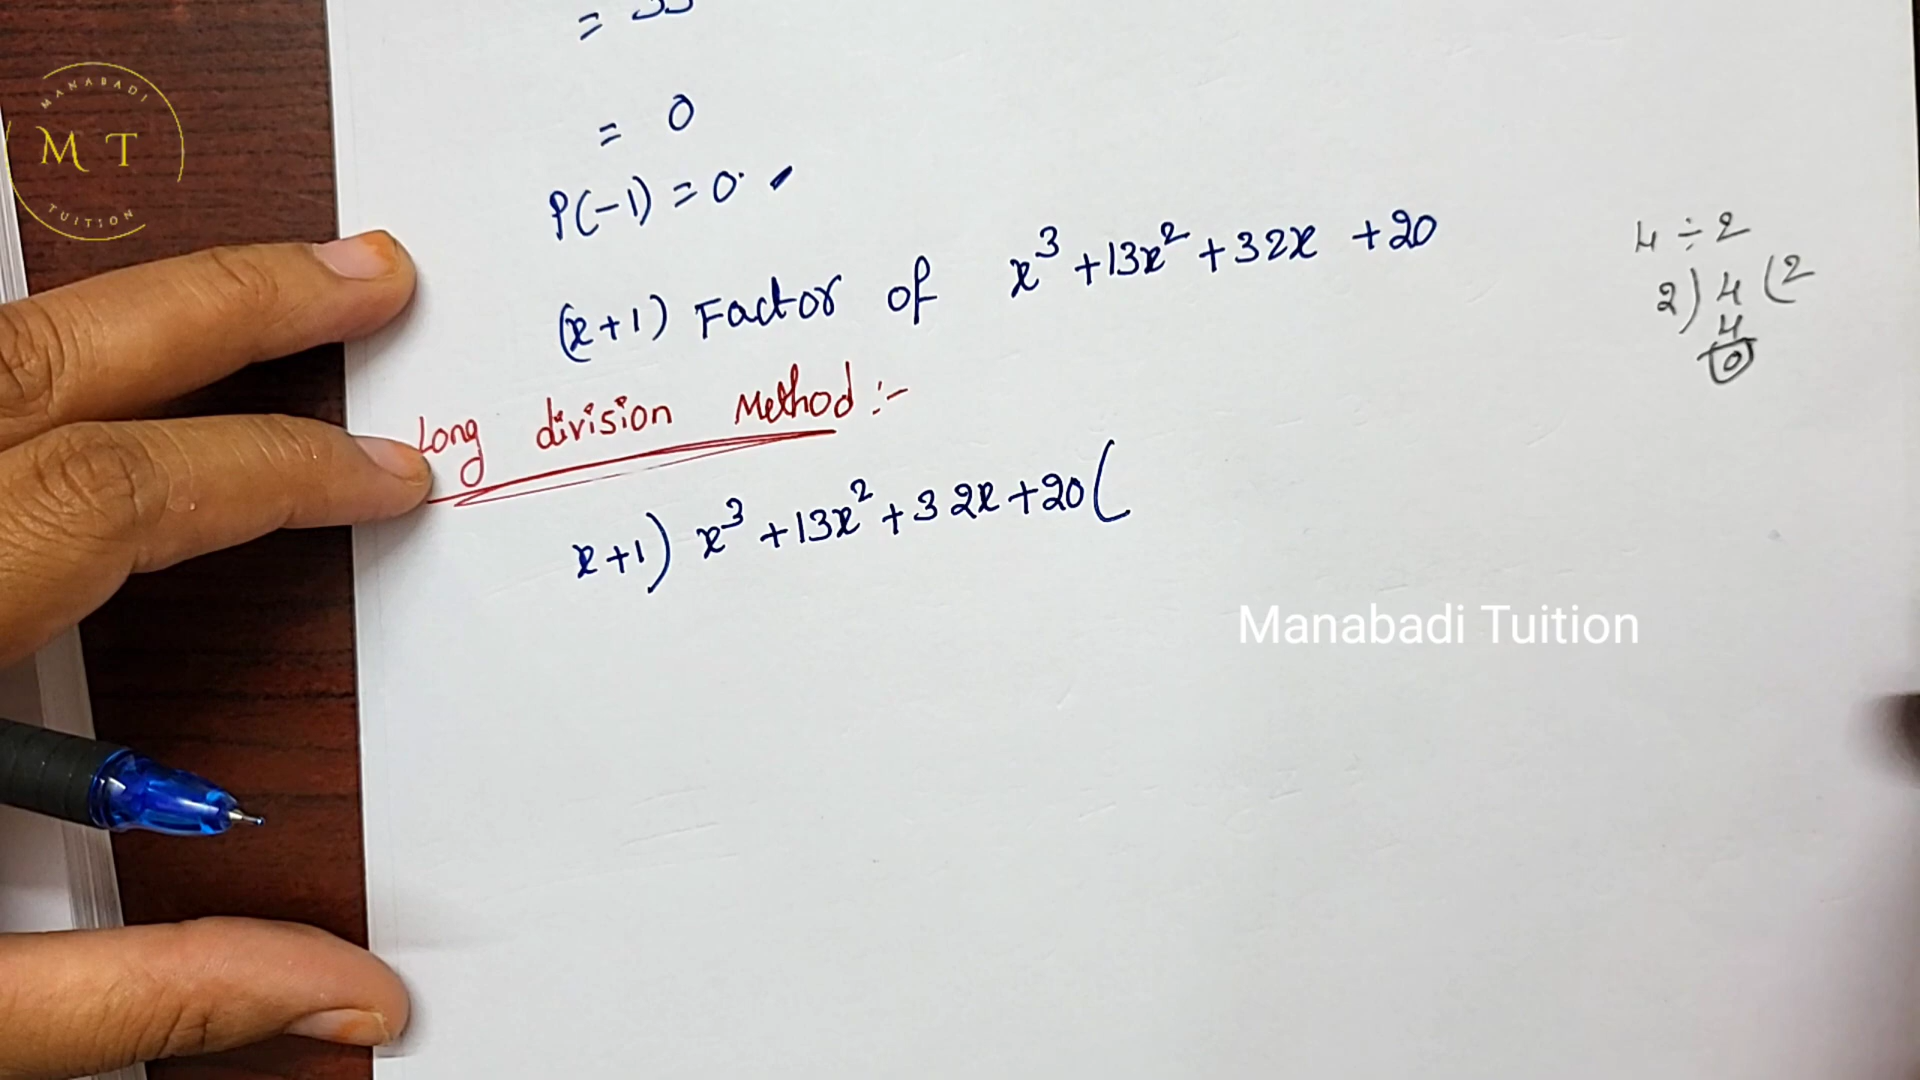 MANABADI
M T
TUITION
= 0
P(-1) = 0
(x+1) Factor of x³ +13x² +32x +20
4 ÷ 2
2) 4 (2
4
0
Long division Method :-
x+1) x³ +13x² +32x +20 (
Manabadi Tuition